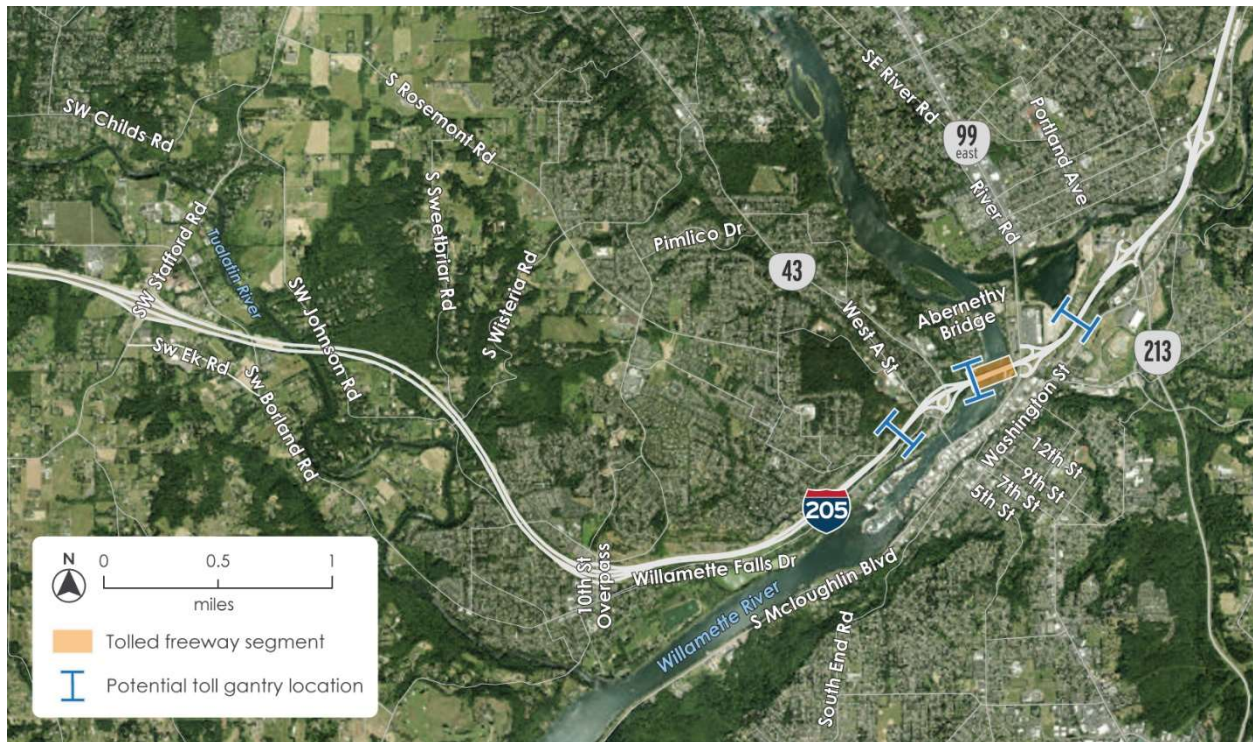 SW Childs Rd
S Rosemont Rd
SE River Rd
Portland Ave
99
east
River Rd
SW Stafford Rd
Tualatin River
S Sweetbriar Rd
Pimlico Dr
43
S Wisteria Rd
SW Johnson Rd
West A St
Abernethy
Bridge
213
Sw Ek Rd
Sw Borland Rd
Washington St
12th St
9th St
7th St
5th St
205
10th St
Overpass
Willamette Falls Dr
Willamette River
S Mcloughlin Blvd
South End Rd
N
0 0.5 1
miles
Tolled freeway segment
Potential toll gantry location